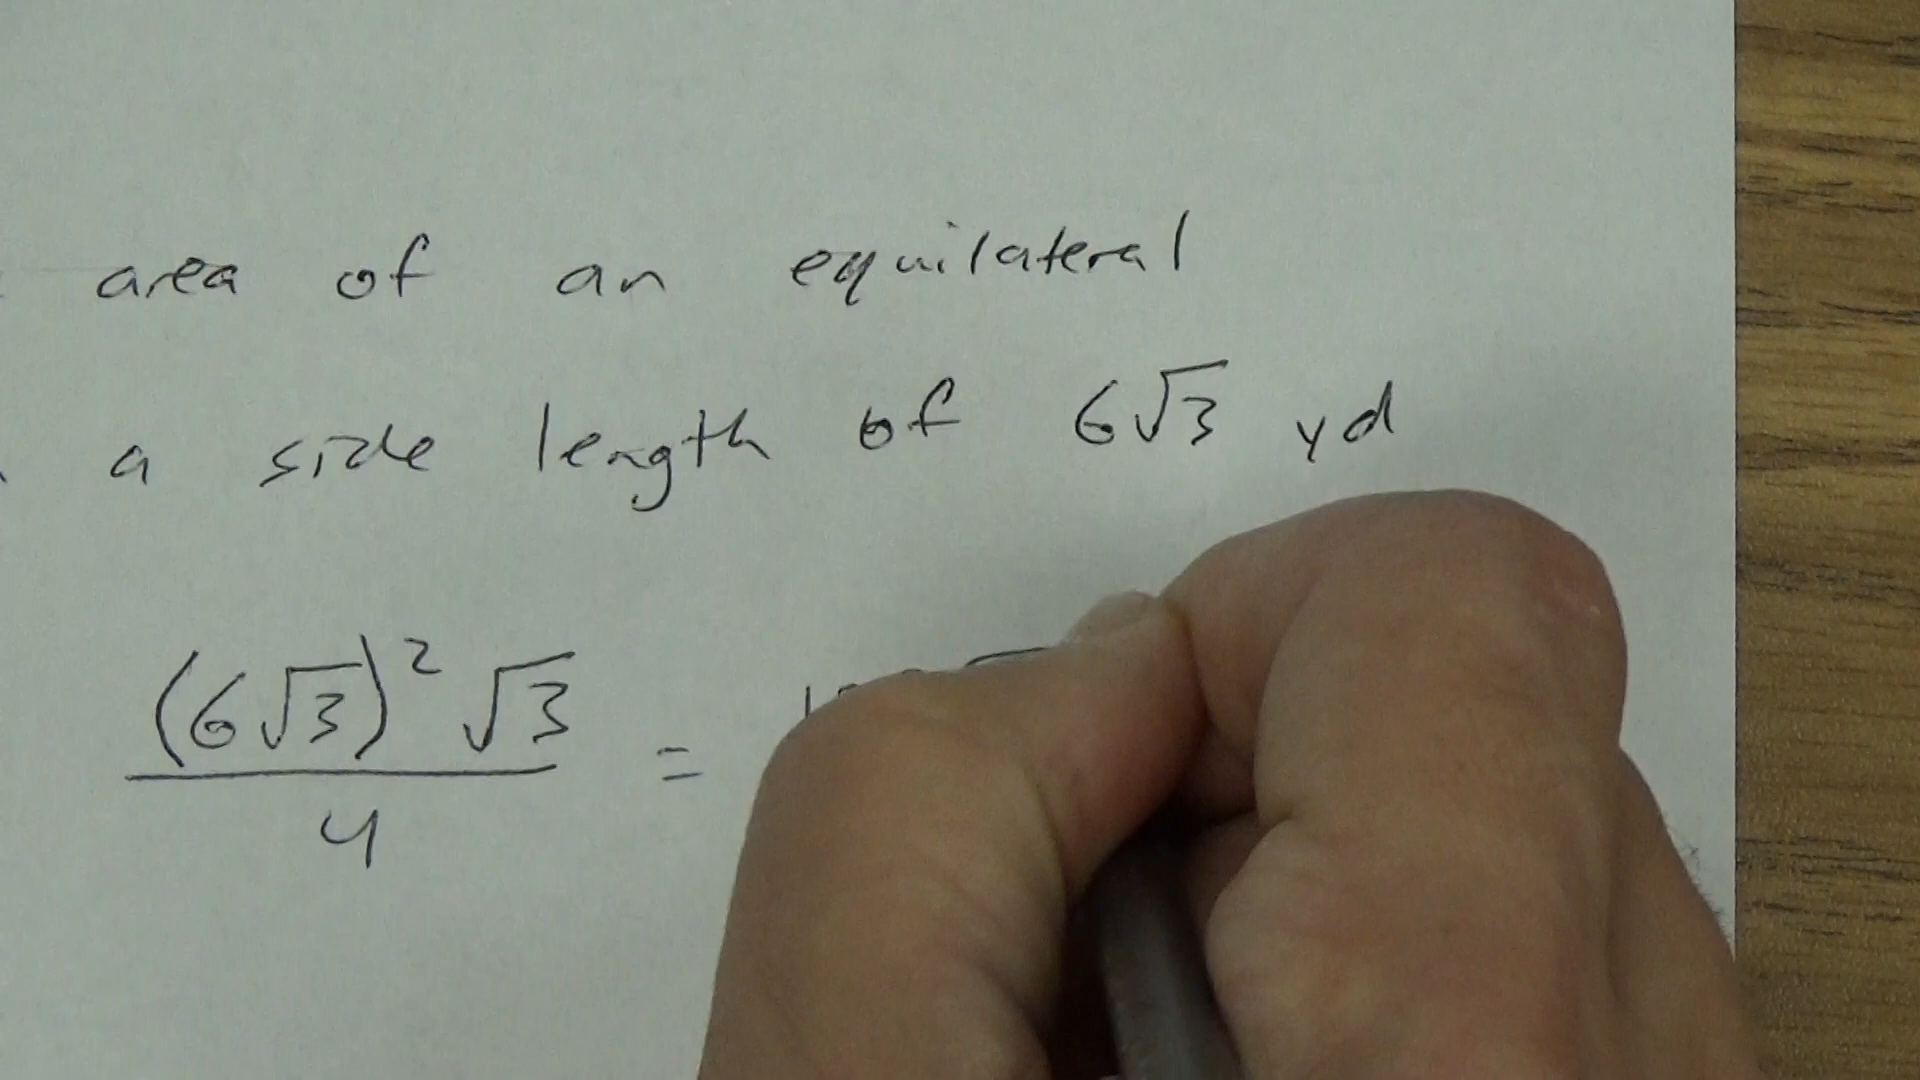 area of an equilateral
a side length of 6√3 yd
(6√3)² √3
=
4